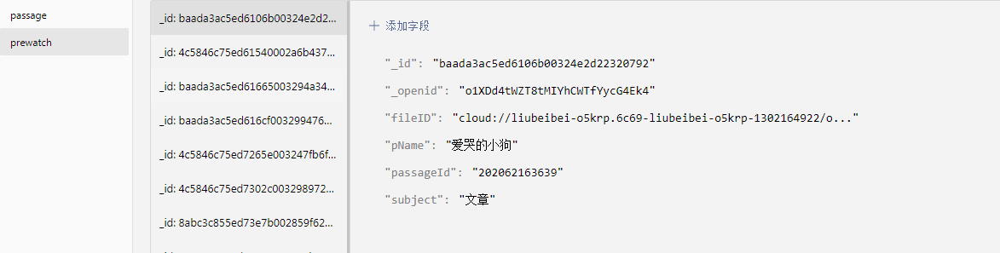 passage
prewatch
_id: baada3ac5ed6106b00324e2d2...
_id: 4c5846c75ed61540002a6b437...
_id: baada3ac5ed61665003294a34...
_id: baada3ac5ed616cf003299476...
_id: 4c5846c75ed7265e003247fb6f...
_id: 4c5846c75ed7302c003298972...
_id: 8abc3c855ed73e7b002859f62...
添加字段
"_id": "baada3ac5ed6106b00324e2d22320792"
"_openid": "o1XDd4tWZT8tMIYhCWTfYycG4Ek4"
"fileID": "cloud://liubeibei-o5krp.6c69-liubeibei-o5krp-1302164922/o..."
"pName": "爱哭的小狗"
"passageId": "202062163639"
"subject": "文章"